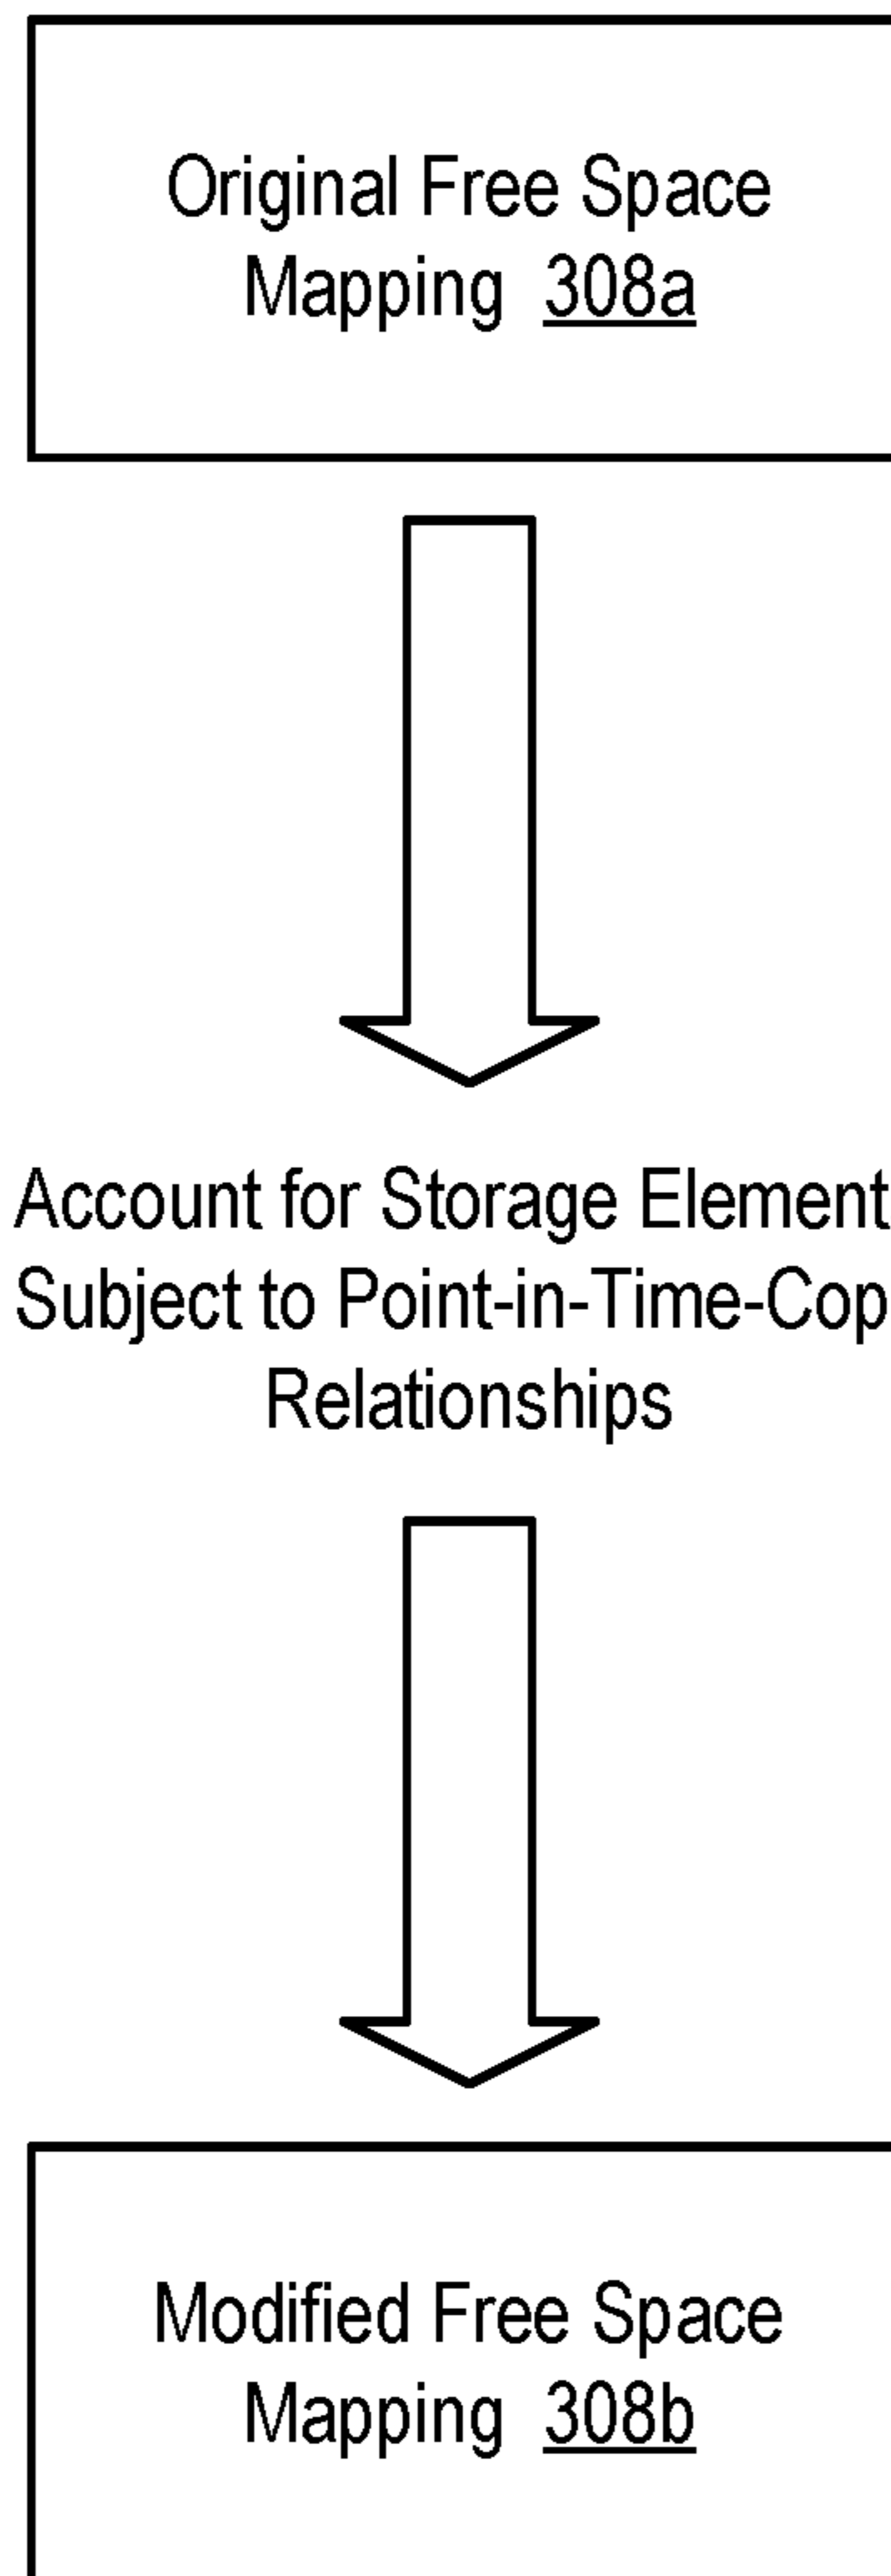 Original Free Space
Mapping 308a
Account for Storage Element
Subject to Point-in-Time-Cop
Relationships
Modified Free Space
Mapping 308b